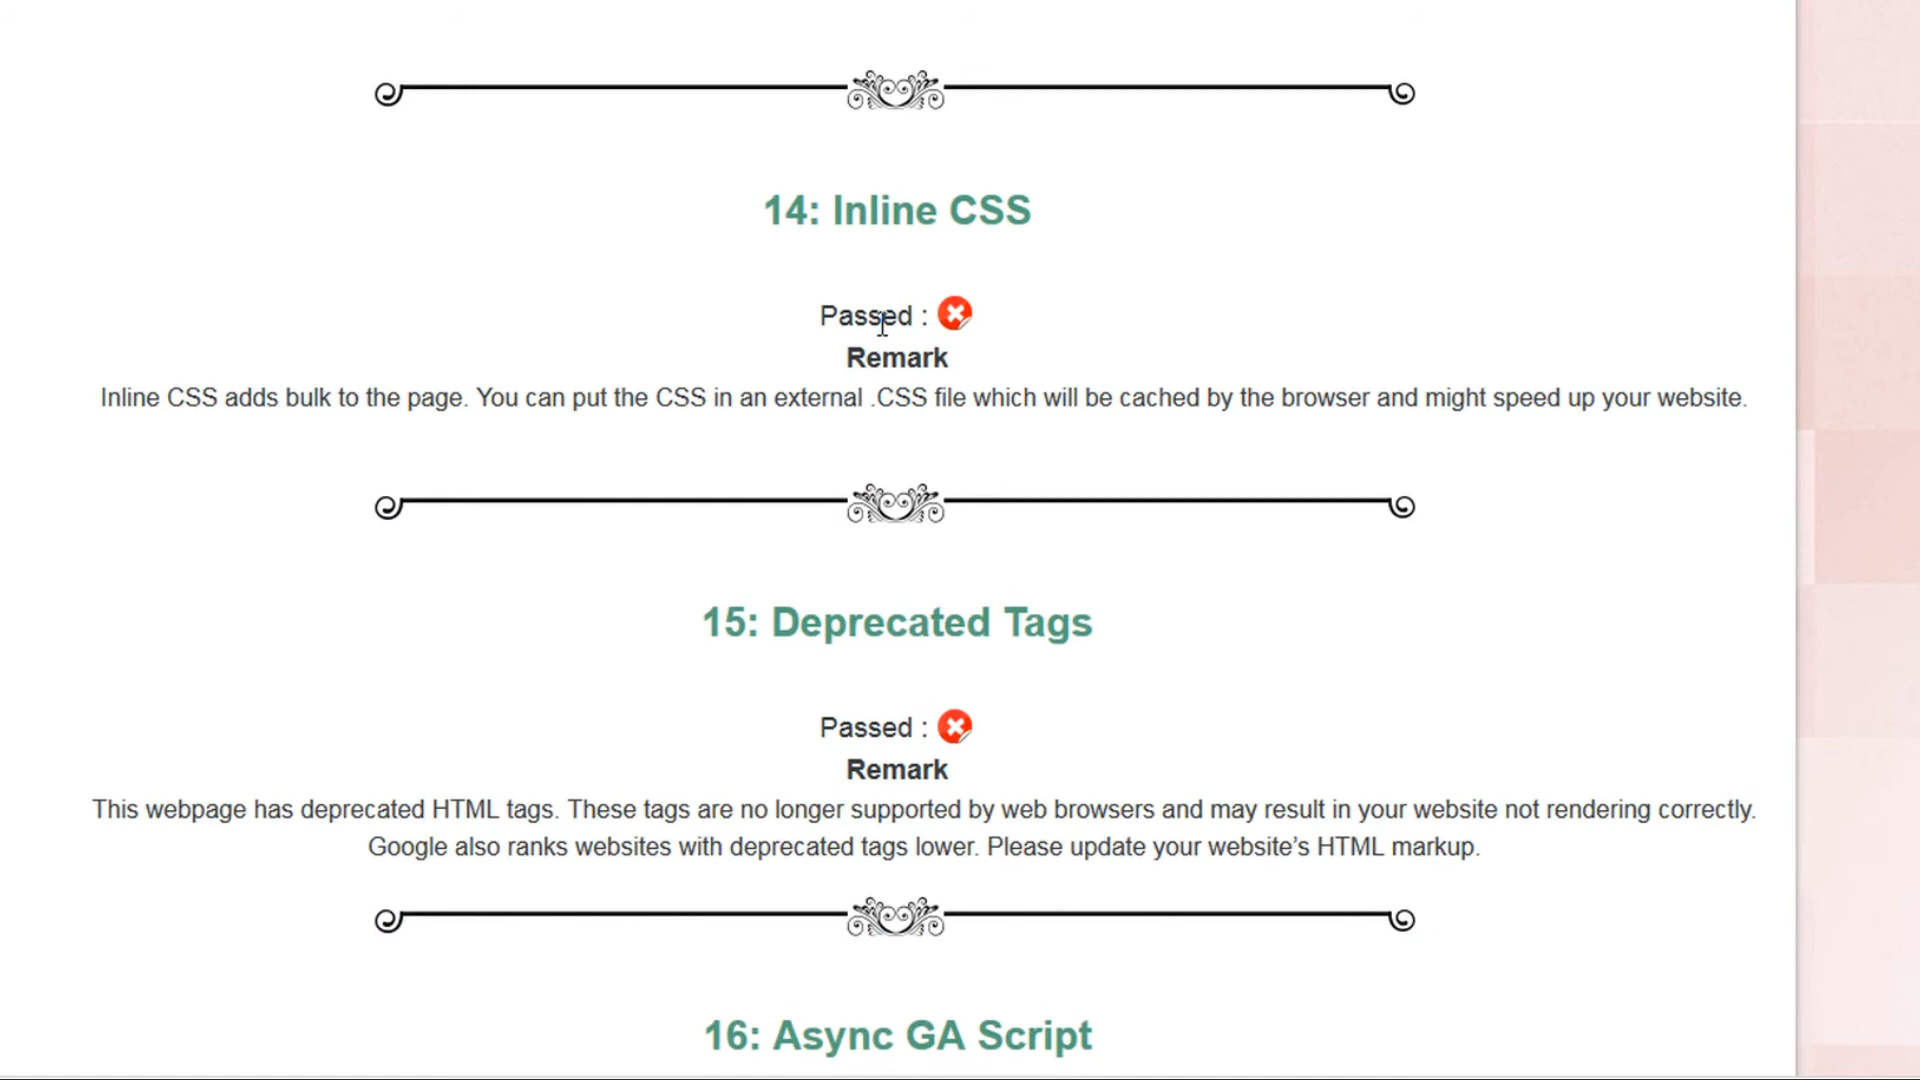 14: Inline CSS
Passed :
Remark
Inline CSS adds bulk to the page. You can put the CSS in an external .CSS file which will be cached by the browser and might speed up your website.
15: Deprecated Tags
Passed :
Remark
This webpage has deprecated HTML tags. These tags are no longer supported by web browsers and may result in your website not rendering correctly.
Google also ranks websites with deprecated tags lower. Please update your website’s HTML markup.
16: Async GA Script